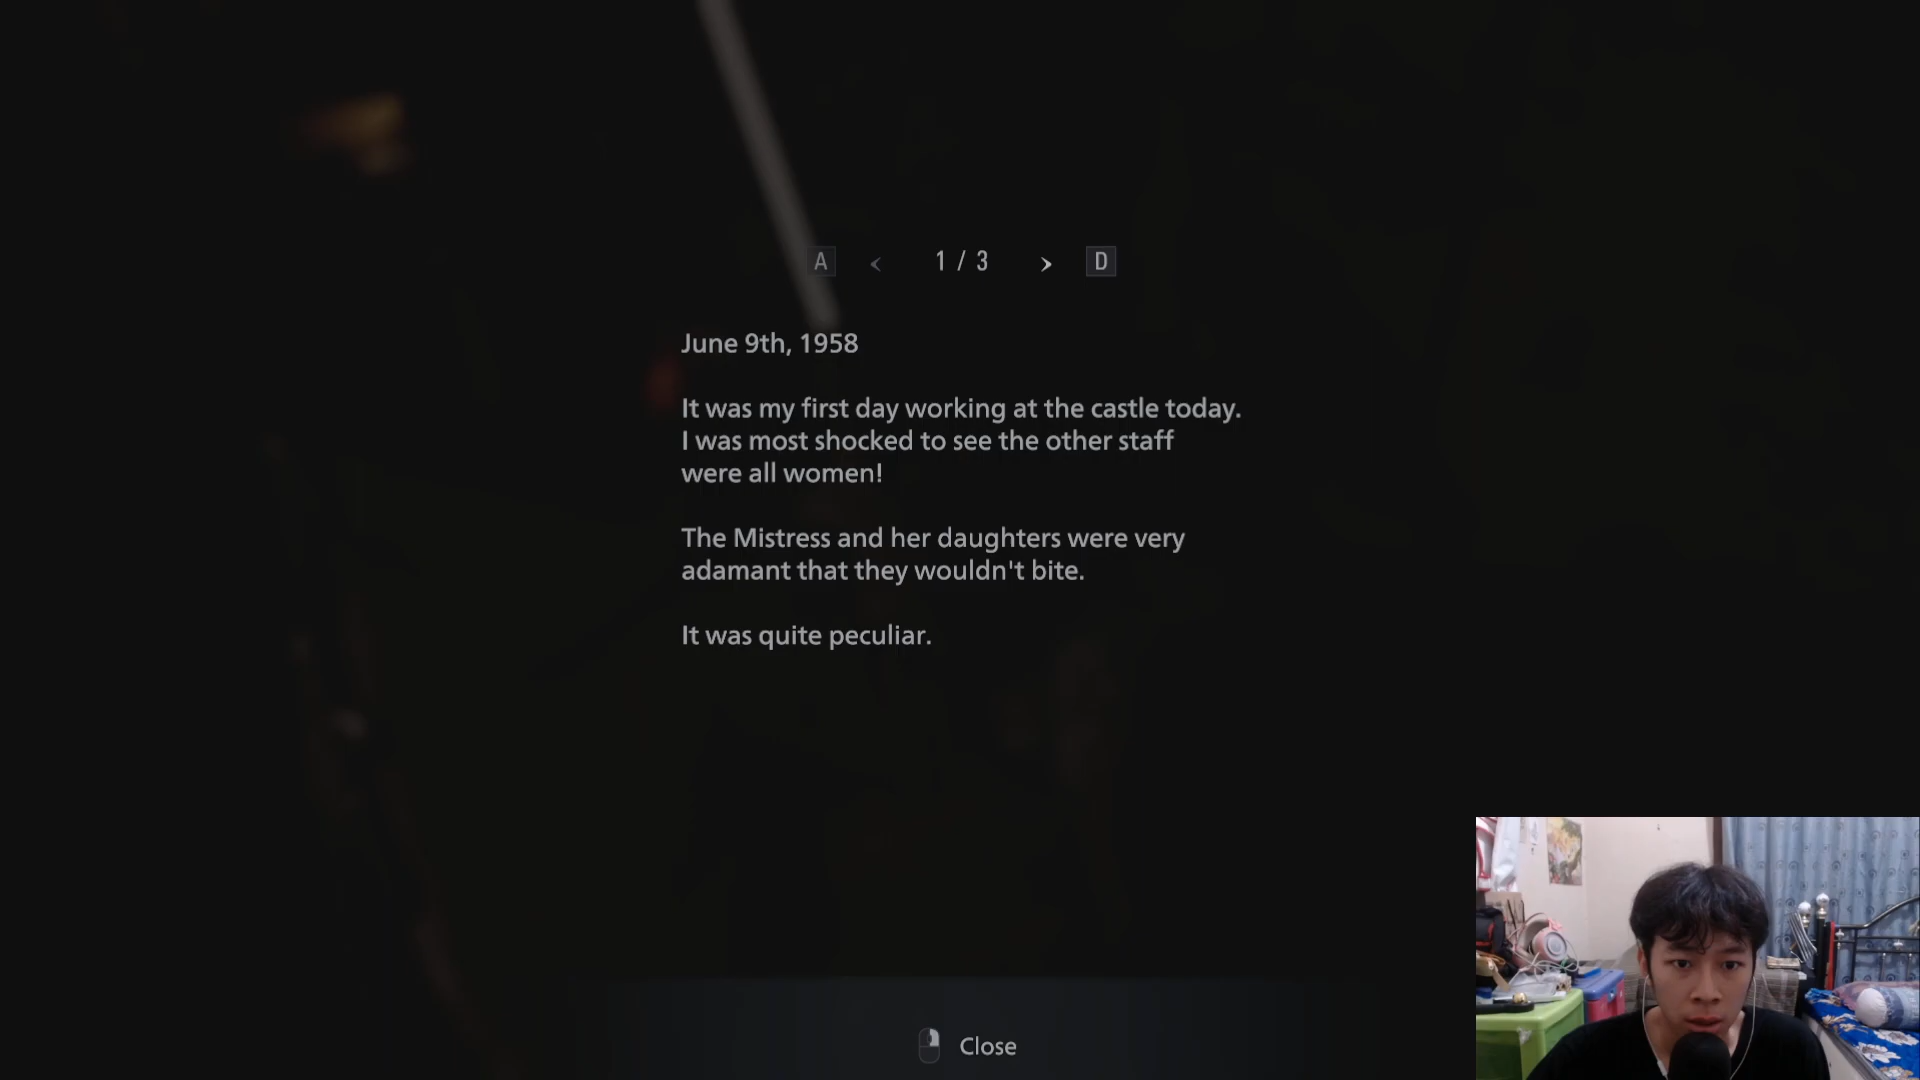 A < 1 / 3 > D
June 9th, 1958
It was my first day working at the castle today.
I was most shocked to see the other staff
were all women!
The Mistress and her daughters were very
adamant that they wouldn't bite.
It was quite peculiar.
Close